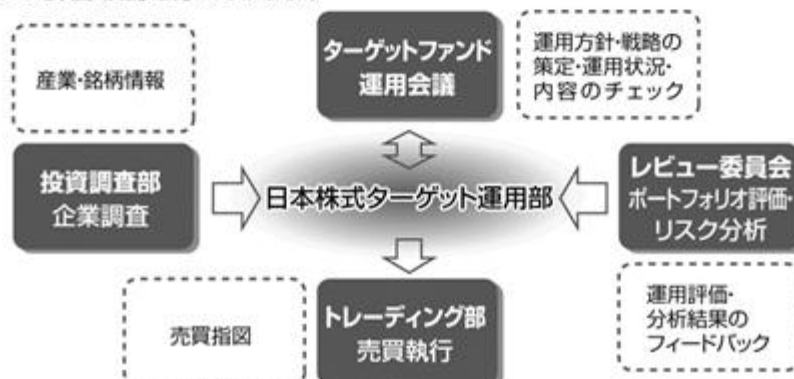 ターゲットファンド
運用会議
運用方針・戦略の
策定・運用状況・
内容のチェック
産業・銘柄情報
投資調査部
企業調査
日本株式ターゲット運用部
レビュー委員会
ポートフォリオ評価・
リスク分析
売買指図
トレーディング部
売買執行
運用評価・
分析結果の
フィードバック